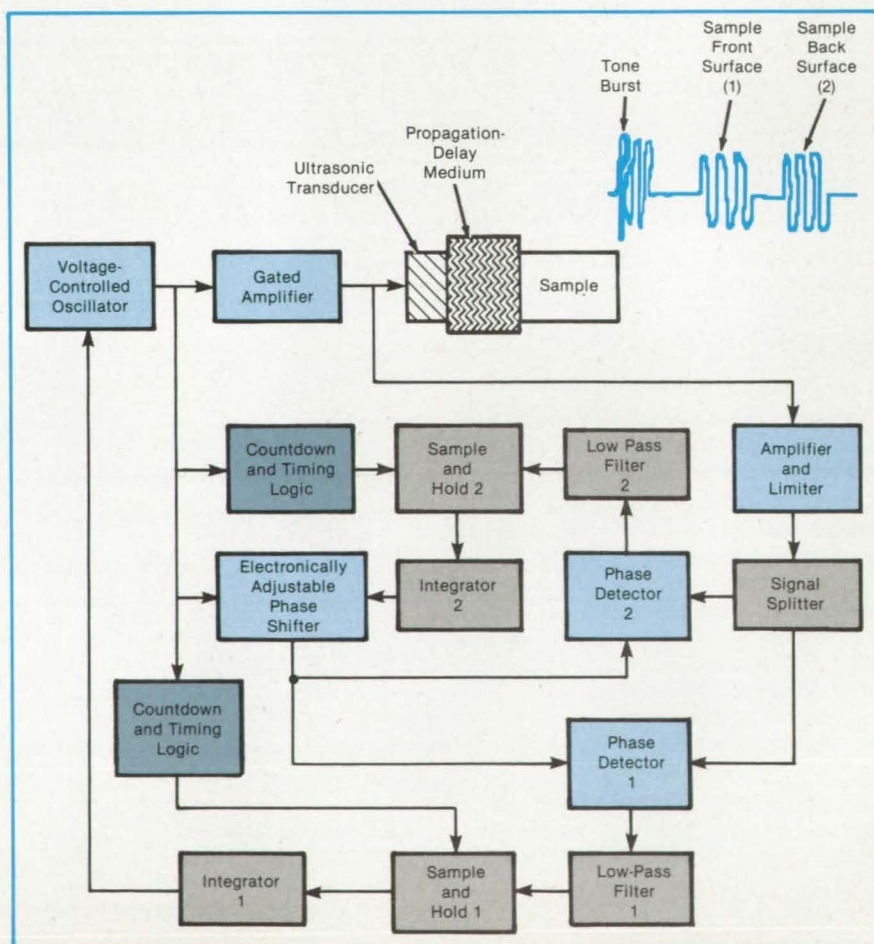 Sample
Front
Surface
(1)
Sample
Back
Surface
(2)
Tone
Burst
Propagation-
Delay
Medium
Ultrasonic
Transducer
Voltage-
Controlled
Oscillator
Gated
Amplifier
Sample
Countdown
and Timing
Logic
Sample
and
Hold 2
Low Pass
Filter
2
Amplifier
and
Limiter
Electronically
Adjustable
Phase
Shifter
Integrator
2
Phase
Detector
2
Signal
Splitter
Countdown
and Timing
Logic
Phase
Detector
1
Integrator
1
Sample
and
Hold 1
Low-Pass
Filter
1